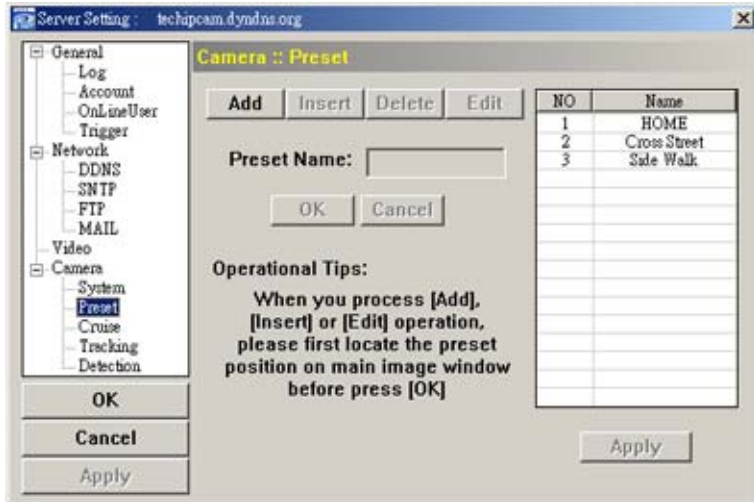 Server Setting : techipcam.dyndns.org
General
Log
Account
OnLineUser
Trigger
Network
DDNS
SNTP
FTP
MAIL
Video
Camera
System
Preset
Cruise
Tracking
Detection
OK
Cancel
Apply
Camera :: Preset
Add Insert Delete Edit
Preset Name:
OK Cancel
Operational Tips:
When you process [Add],
[Insert] or [Edit] operation,
please first locate the preset
position on main image window
before press [OK]
NO Name
1 HOME
2 Cross Street
3 Side Walk
Apply